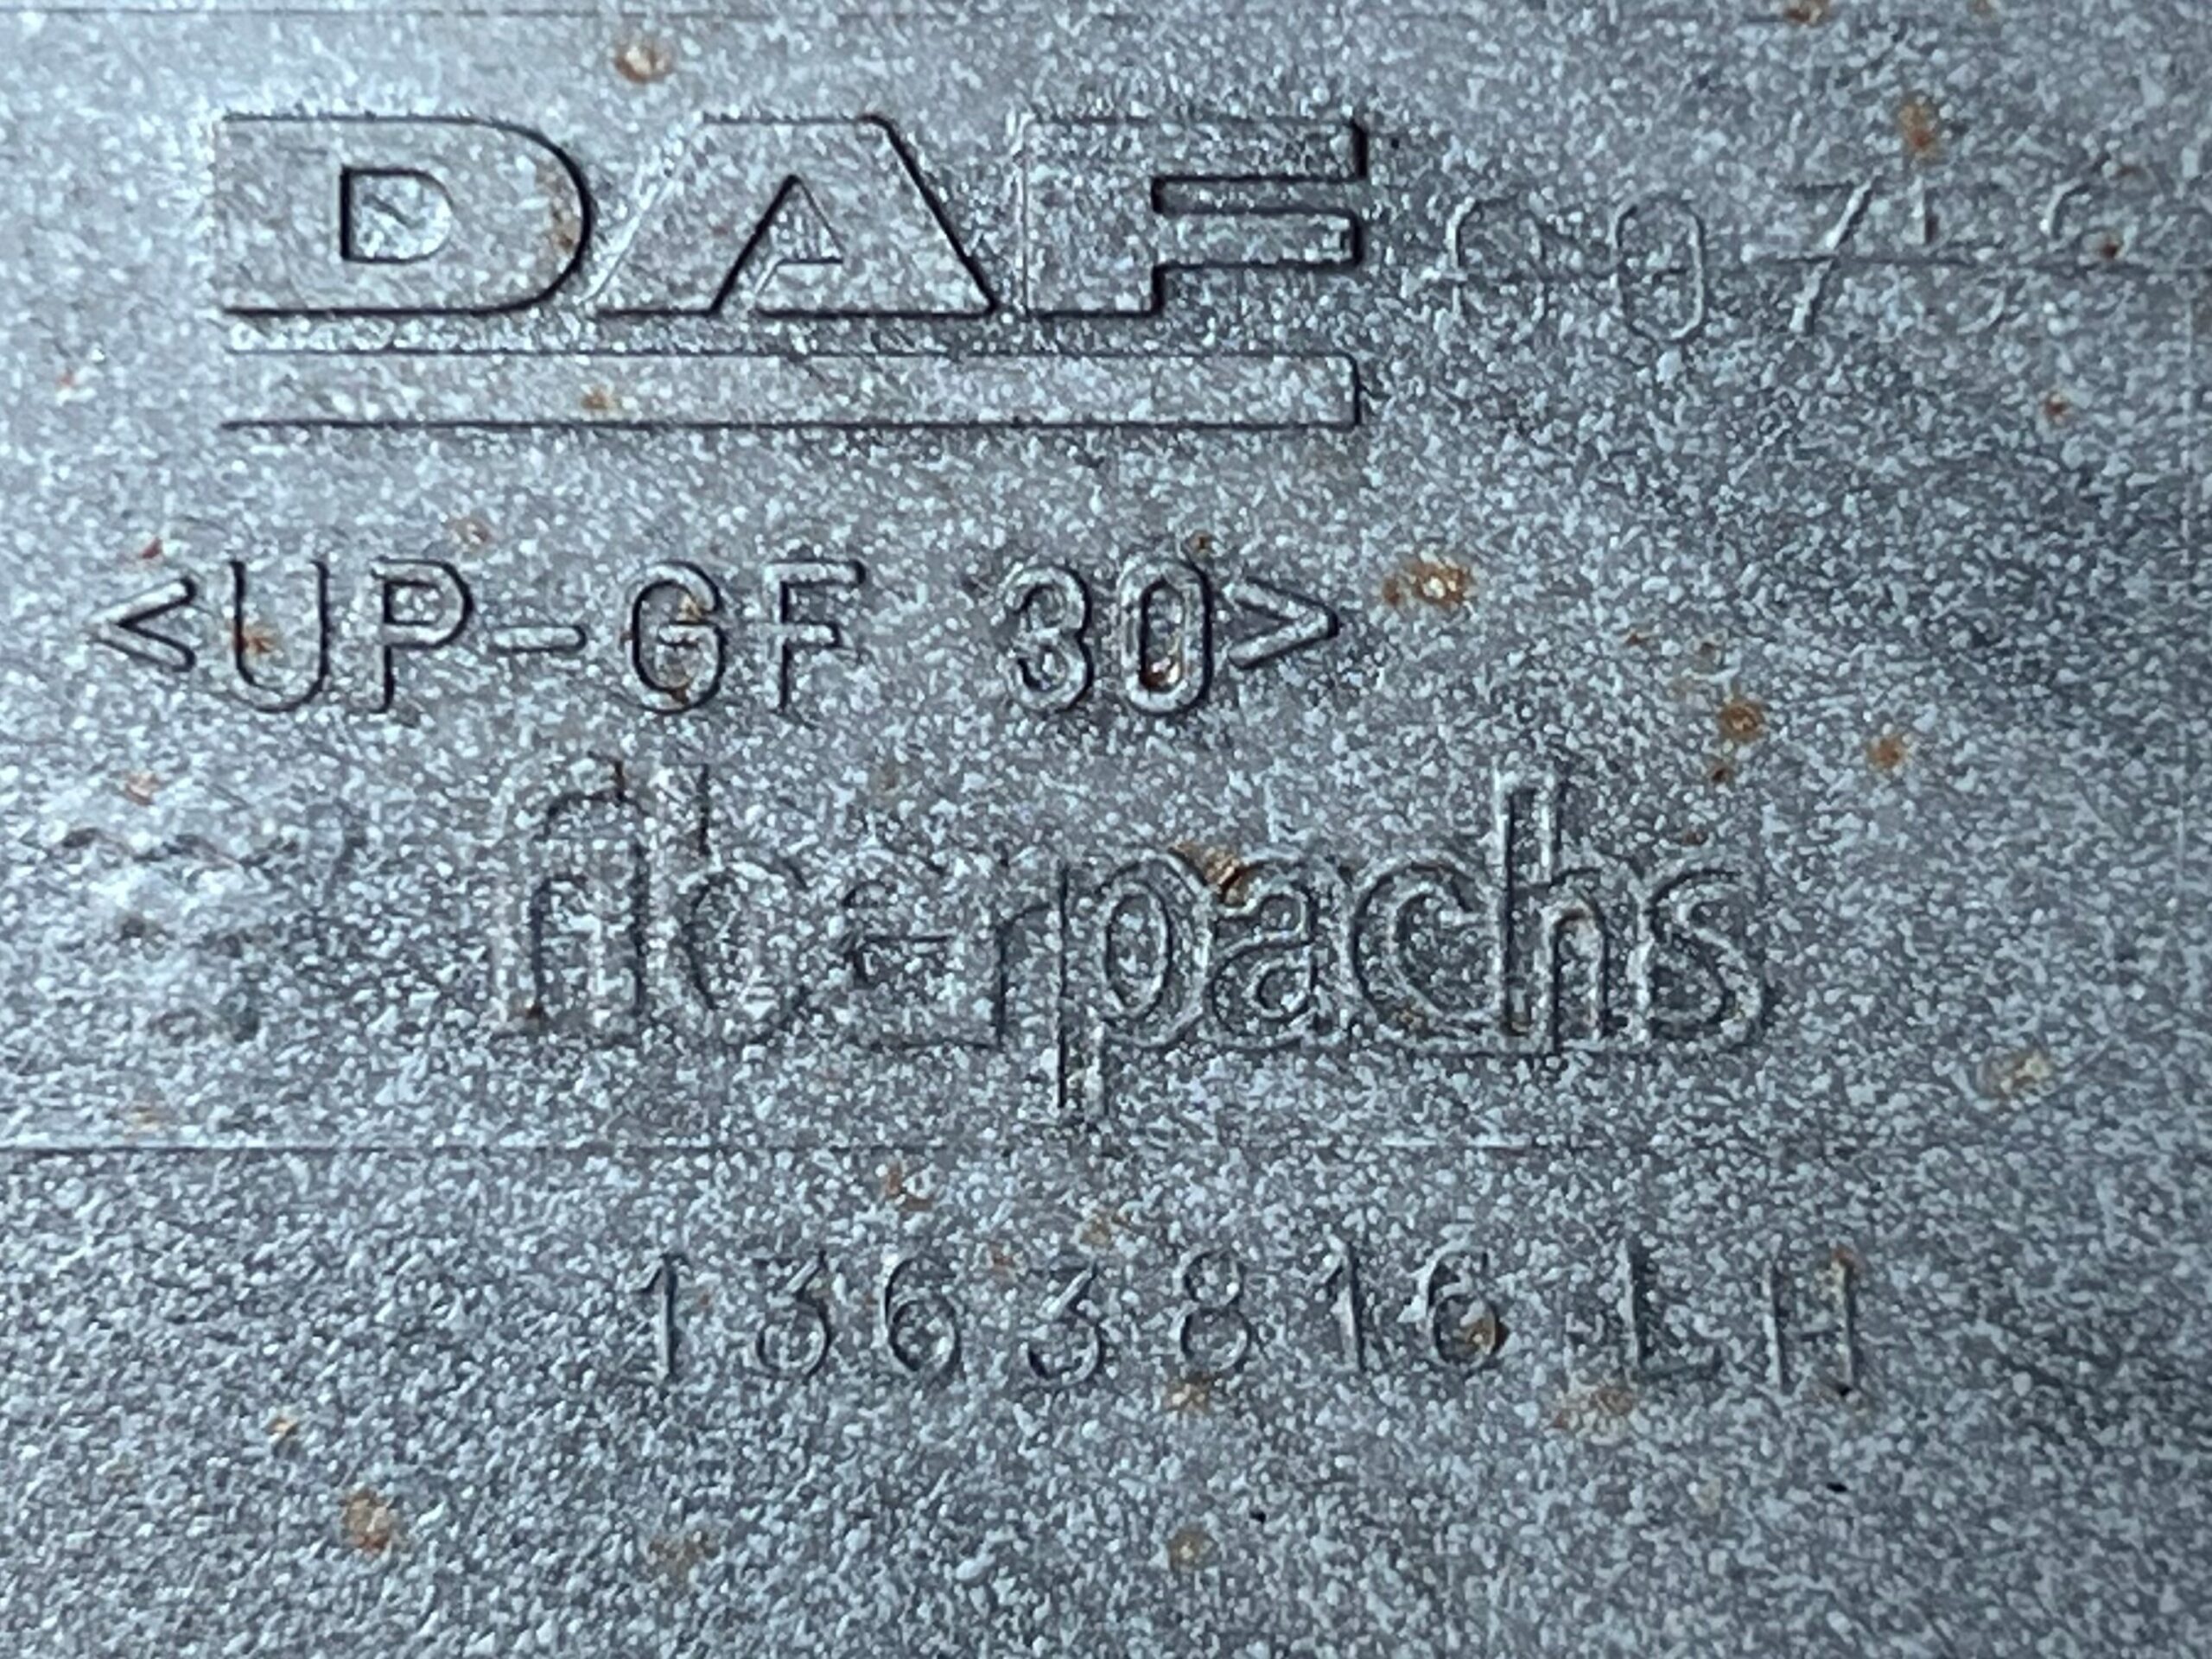 DAF
<UP-GF 30>
fiberpachs
1363816 LH